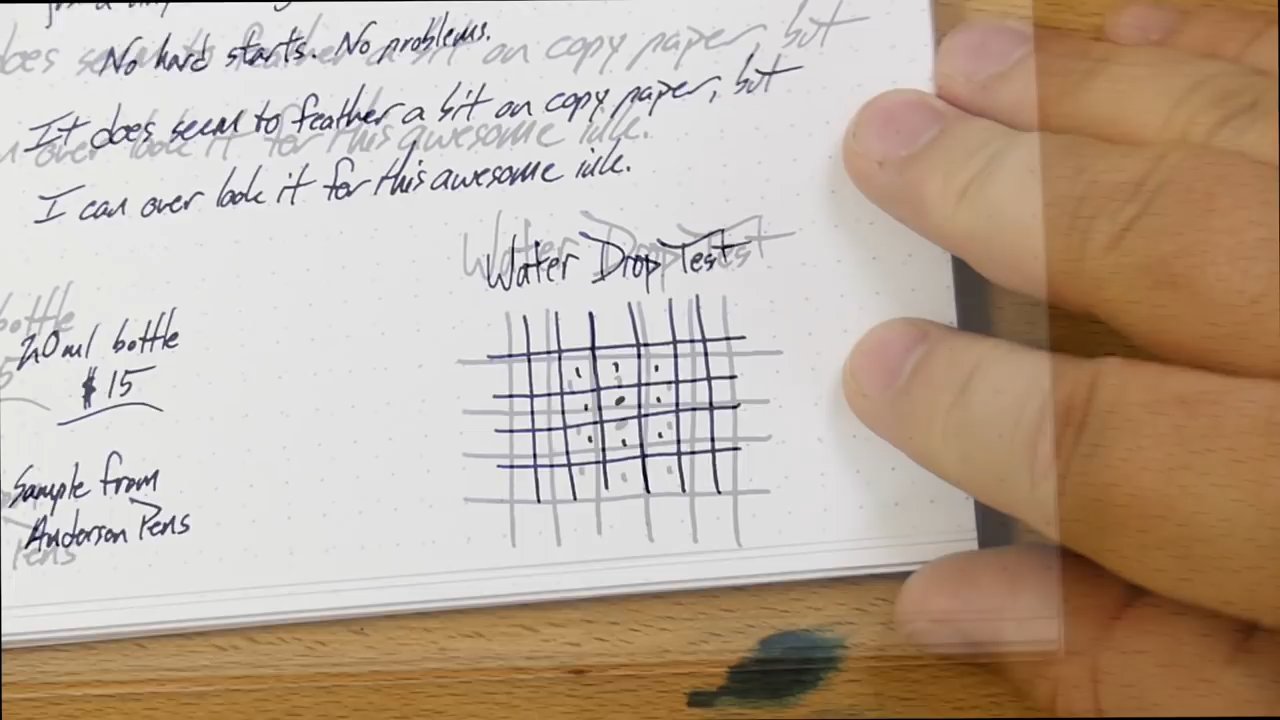 No hard starts. No problems.
It does seem to feather a bit on copy paper, but
I can over look it for this awesome ink.
Water Drop Test
20ml bottle
$15
Sample from
Anderson Pens